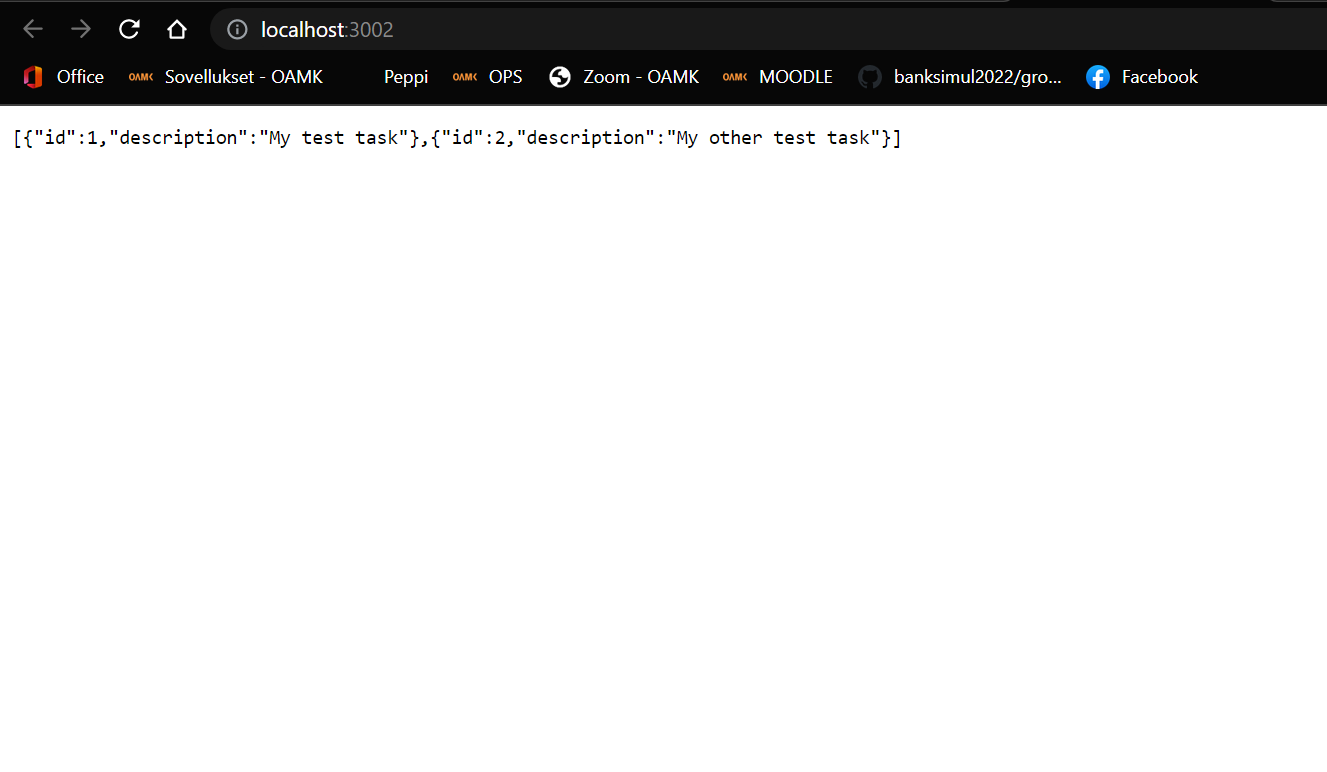 localhost:3002
Office OAMK Sovellukset - OAMK Peppi OAMK OPS Zoom - OAMK OAMK MOODLE banksimul2022/gro... Facebook
[{"id":1,"description":"My test task"},{"id":2,"description":"My other test task"}]